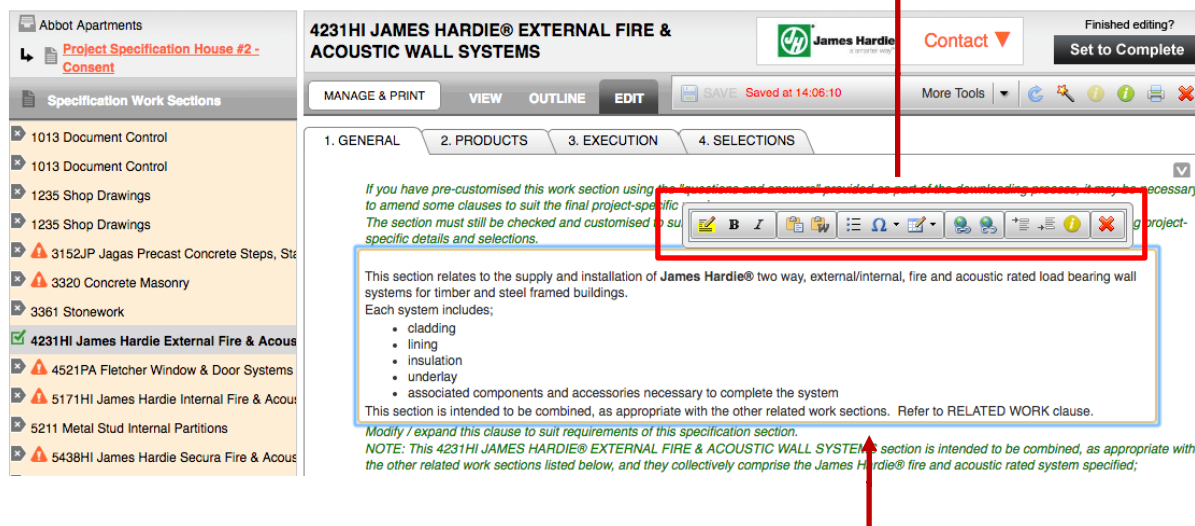 Abbot Apartments
Project Specification House #2 -
Consent
Specification Work Sections
1013 Document Control
1013 Document Control
1235 Shop Drawings
1235 Shop Drawings
3152JP Jagas Precast Concrete Steps, Sta
3320 Concrete Masonry
3361 Stonework
4231HI James Hardie External Fire & Acous
4521PA Fletcher Window & Door Systems
5171HI James Hardie Internal Fire & Acous
5211 Metal Stud Internal Partitions
5438HI James Hardie Secura Fire & Acous
4231HI JAMES HARDIE® EXTERNAL FIRE &
ACOUSTIC WALL SYSTEMS
James Hardie
a smarter way
Contact ▼
Finished editing?
Set to Complete
MANAGE & PRINT VIEW OUTLINE EDIT SAVE Saved at 14:06:10 More Tools
1. GENERAL 2. PRODUCTS 3. EXECUTION 4. SELECTIONS
If you have pre-customised this work section using the "questions and answers" provided as part of the downloading process, it may be necessary
to amend some clauses to suit the final project-specific
The section must still be checked and customised to su g project-
specific details and selections.
B I Ω
This section relates to the supply and installation of James Hardie® two way, external/internal, fire and acoustic rated load bearing wall
systems for timber and steel framed buildings.
Each system includes;
• cladding
• lining
• insulation
• underlay
• associated components and accessories necessary to complete the system
This section is intended to be combined, as appropriate with the other related work sections. Refer to RELATED WORK clause.
Modify / expand this clause to suit requirements of this specification section.
NOTE: This 4231HI JAMES HARDIE® EXTERNAL FIRE & ACOUSTIC WALL SYSTEMS section is intended to be combined, as appropriate with
the other related work sections listed below, and they collectively comprise the James Hardie® fire and acoustic rated system specified;